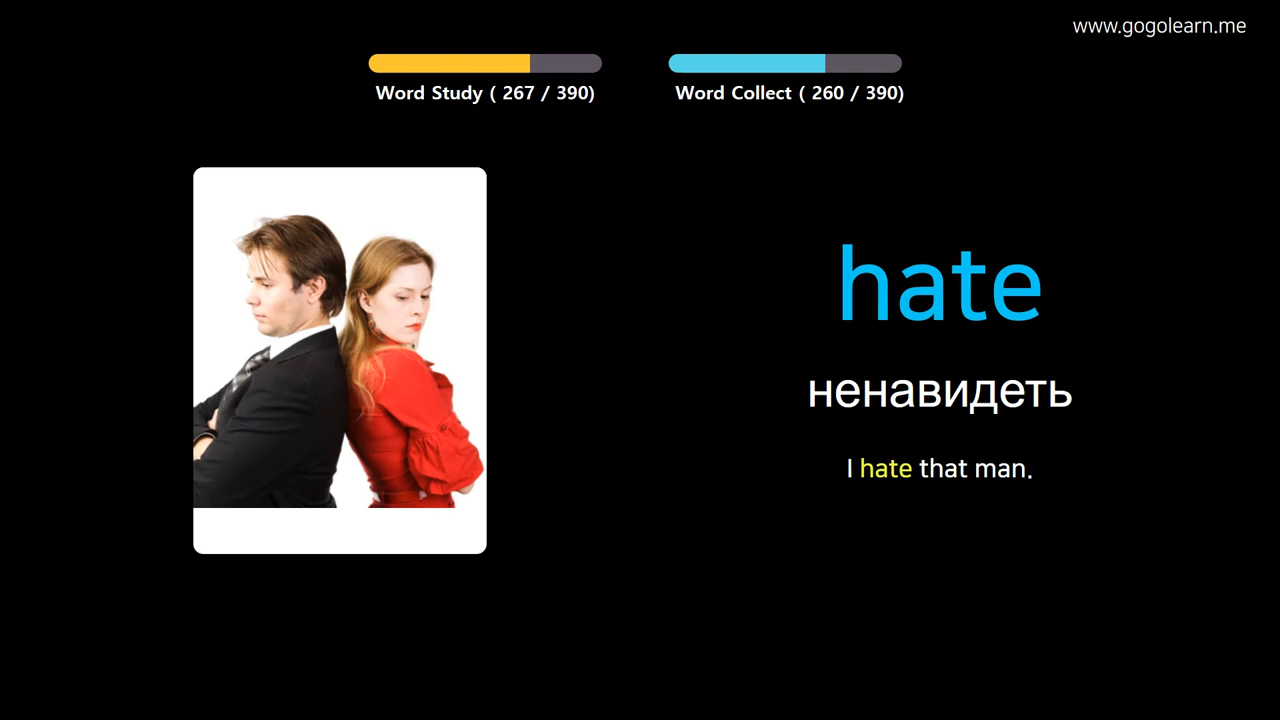 www.gogolearn.me
Word Study ( 267 / 390)
Word Collect ( 260 / 390)
hate
ненавидеть
I hate that man.